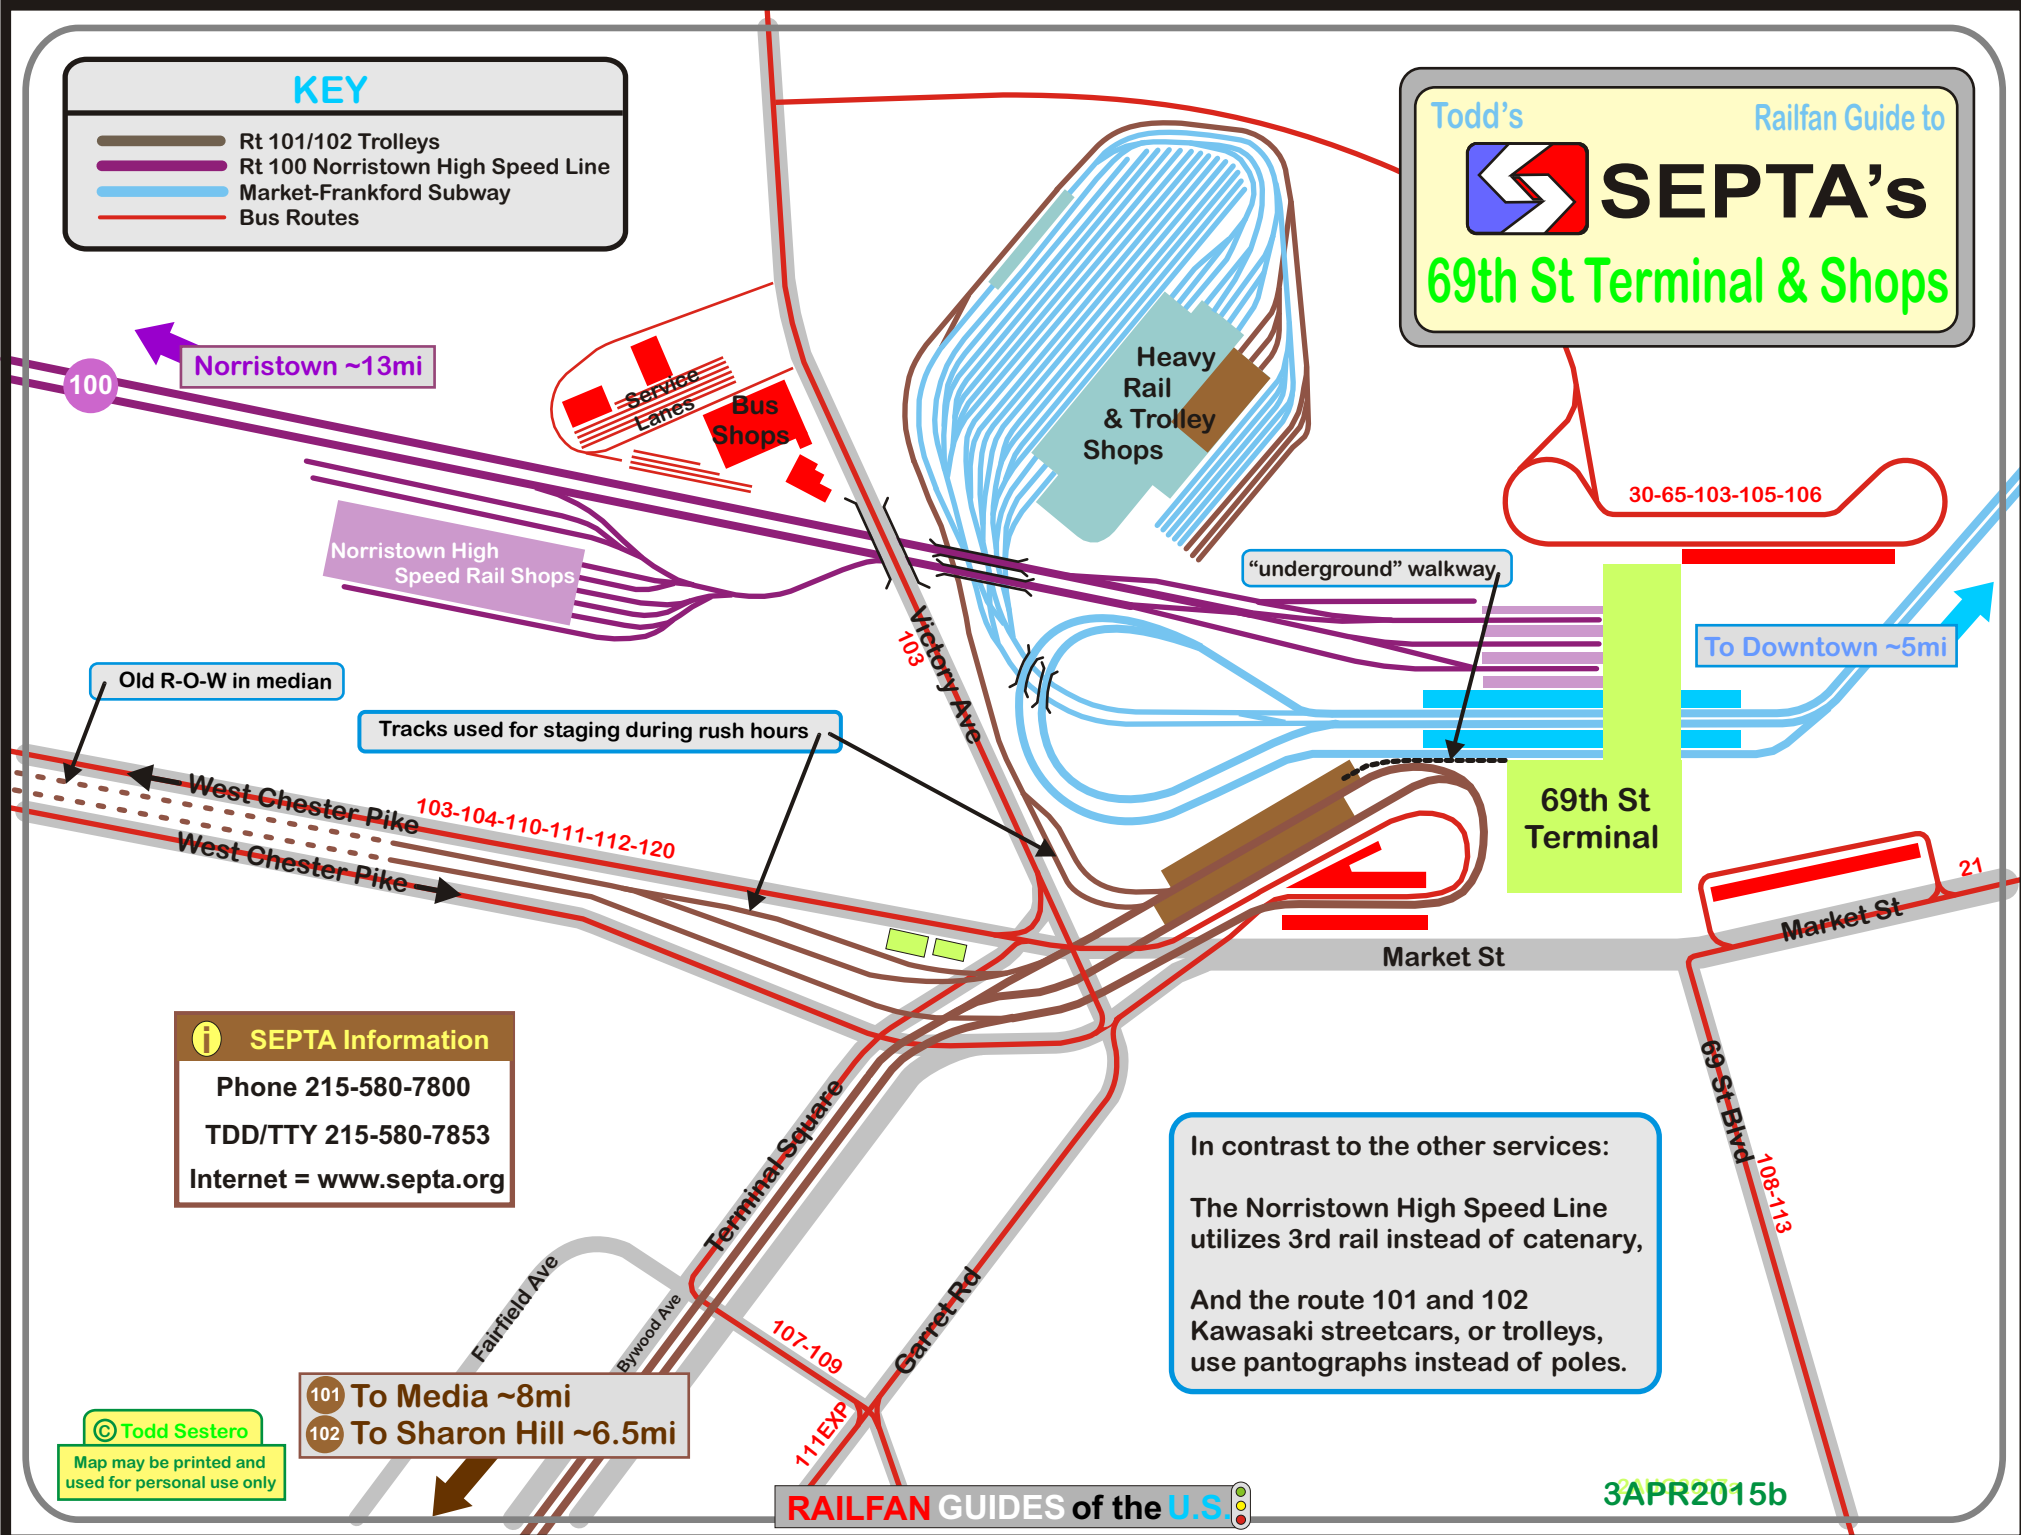 KEY
Rt 101/102 Trolleys
Rt 100 Norristown High Speed Line
Market-Frankford Subway
Bus Routes
Todd's
Railfan Guide to
SEPTA's
69th St Terminal & Shops
Norristown ~13mi
100
Service
Lanes
Bus
Shops
Heavy
Rail
& Trolley
Shops
30-65-103-105-106
Norristown High
Speed Rail Shops
"underground" walkway
Victory Ave
103
To Downtown ~5mi
Old R-O-W in median
Tracks used for staging during rush hours
West Chester Pike
103-104-110-111-112-120
West Chester Pike
69th St
Terminal
21
Market St
Market St
i
SEPTA Information
Phone 215-580-7800
TDD/TTY 215-580-7853
Internet = www.septa.org
Terminal Square
69 St Blvd
108-113
In contrast to the other services:
The Norristown High Speed Line
utilizes 3rd rail instead of catenary,
And the route 101 and 102
Kawasaki streetcars, or trolleys,
use pantographs instead of poles.
Fairfield Ave
Bywood Ave
107-109
Garret Rd
111EXP
101 To Media ~8mi
102 To Sharon Hill ~6.5mi
© Todd Sestero
Map may be printed and
used for personal use only
RAILFAN GUIDES of the U.S.
3APR2015b